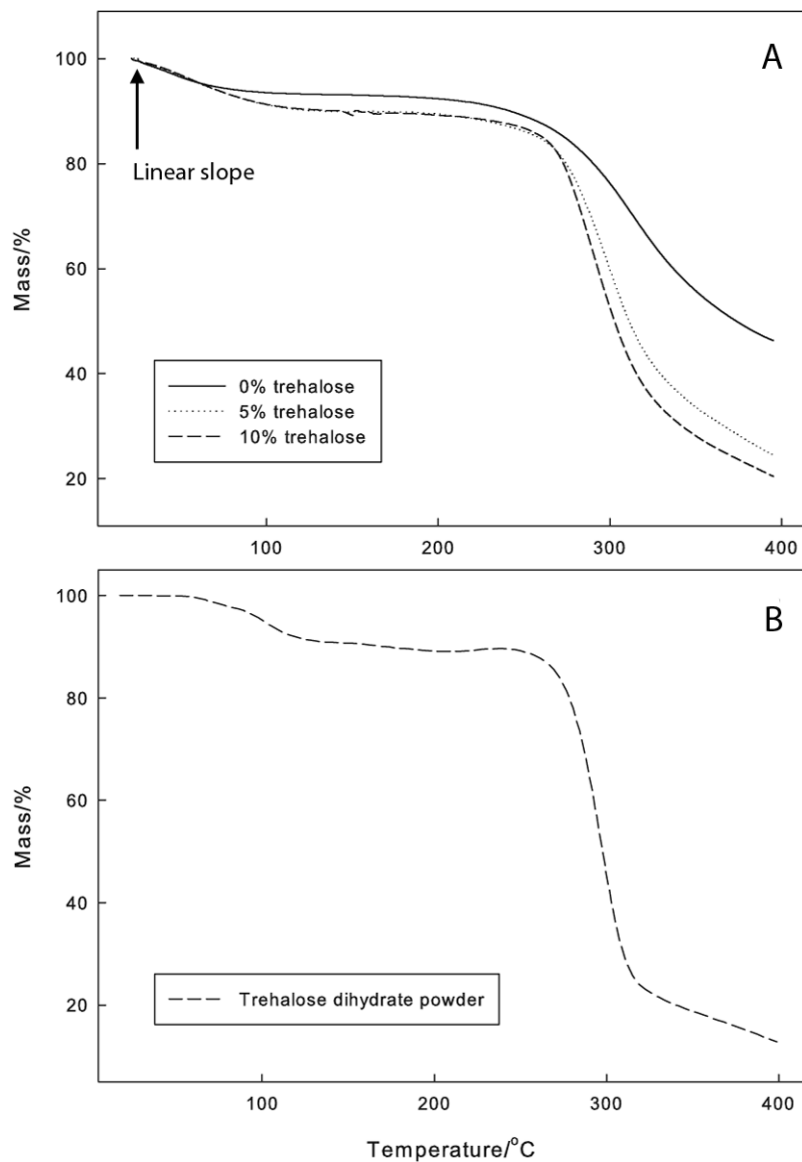 A
100
80
60
40
20
Mass/%
Linear slope
0% trehalose
5% trehalose
10% trehalose
100
200
300
400
B
100
80
60
40
20
Mass/%
Trehalose dihydrate powder
100
200
300
400
Temperature/°C